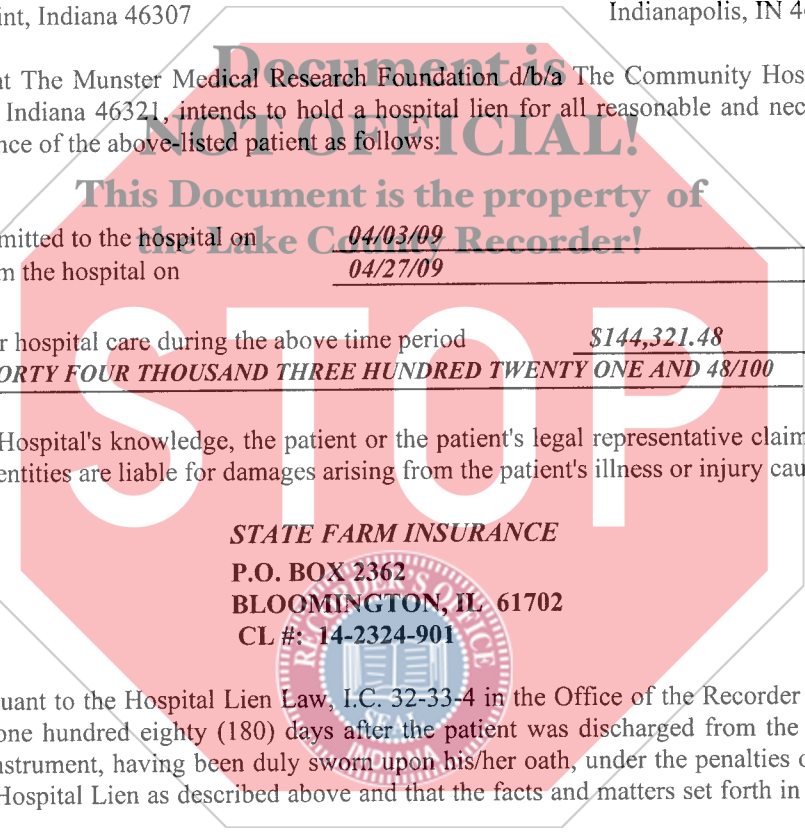 int, Indiana 46307 Indianapolis, IN 4
Document is
at The Munster Medical Research Foundation d/b/a The Community Hos
Indiana 46321, intends to hold a hospital lien for all reasonable and nec
NOT OFFICIAL!
nce of the above-listed patient as follows:
This Document is the property of
the Lake County Recorder!
mitted to the hospital on 04/03/09
m the hospital on 04/27/09
STOP
r hospital care during the above time period $144,321.48
ORTY FOUR THOUSAND THREE HUNDRED TWENTY ONE AND 48/100
Hospital's knowledge, the patient or the patient's legal representative claim
entities are liable for damages arising from the patient's illness or injury cau
STATE FARM INSURANCE
P.O. BOX 2362
BLOOMINGTON, IL 61702
CL #: 14-2324-901
RECORDER'S OFFICE
SEAL
INDIANA
uant to the Hospital Lien Law, I.C. 32-33-4 in the Office of the Recorder
one hundred eighty (180) days after the patient was discharged from the
nstrument, having been duly sworn upon his/her oath, under the penalties o
Hospital Lien as described above and that the facts and matters set forth in